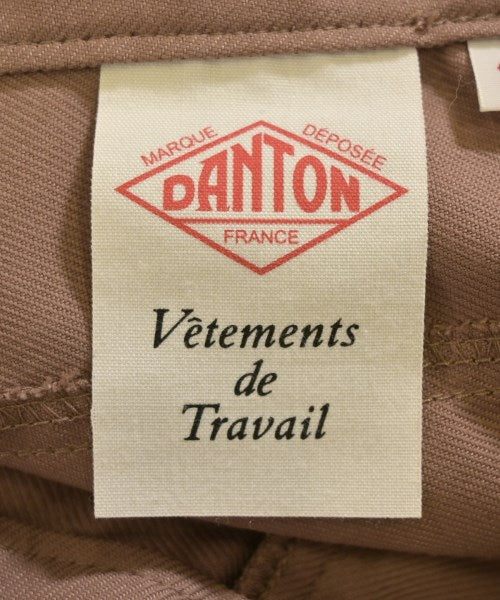 MARQUE DÉPOSÉE
DANTON
FRANCE
Vêtements
de
Travail